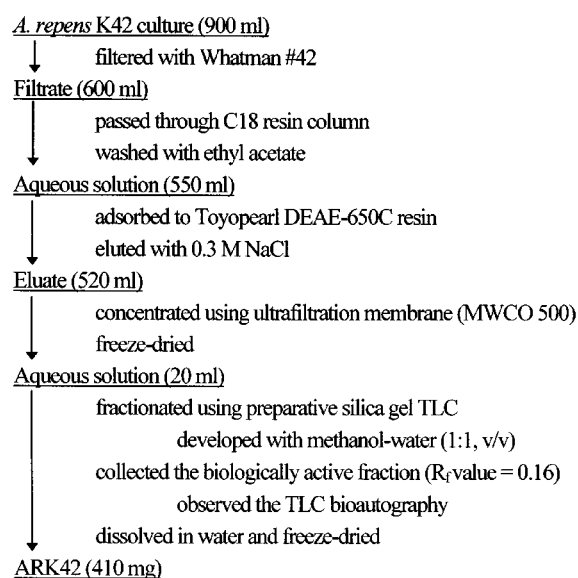 A. repens K42 culture (900 ml)
filtered with Whatman #42
Filtrate (600 ml)
passed through C18 resin column
washed with ethyl acetate
Aqueous solution (550 ml)
adsorbed to Toyopearl DEAE-650C resin
eluted with 0.3 M NaCl
Eluate (520 ml)
concentrated using ultrafiltration membrane (MWCO 500)
freeze-dried
Aqueous solution (20 ml)
fractionated using preparative silica gel TLC
developed with methanol-water (1:1, v/v)
collected the biologically active fraction (Rf value = 0.16)
observed the TLC bioautography
dissolved in water and freeze-dried
ARK42 (410 mg)